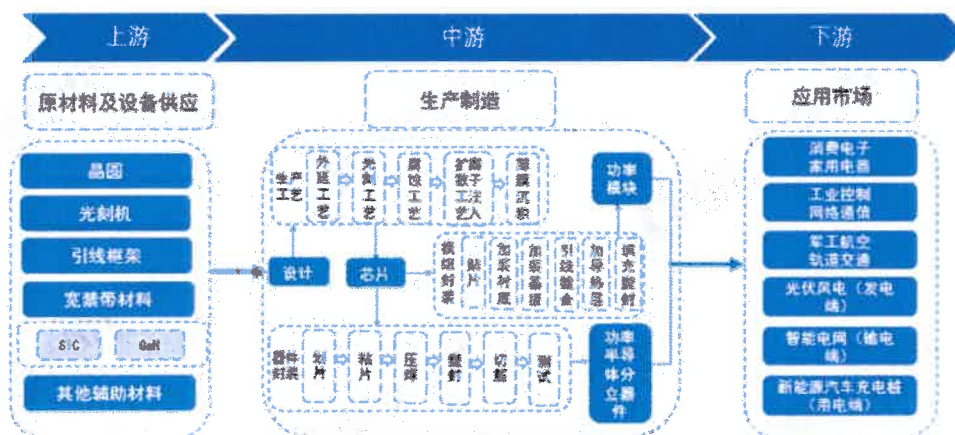 上游
中游
下游
原材料及设备供应
生产制造
应用市场
晶圆
光刻机
引线框架
宽禁带材料
SiC
GaN
其他辅助材料
生产工艺
外延工艺
光刻工艺
腐蚀工艺
扩散工艺
离子注入
薄膜沉积
功率
模块
设计
芯片
模组封装
贴片
加装衬底
加装基板
引线键合
加导热层
填充胶封
器件封装
划片
粘片
压焊
塑封
切筋
测试
功率
半导
体分
立器
件
消费电子
家用电器
工业控制
网络通信
军工航空
轨道交通
光伏风电（发电
端）
智能电网（输电
端）
新能源汽车充电桩
（用电端）